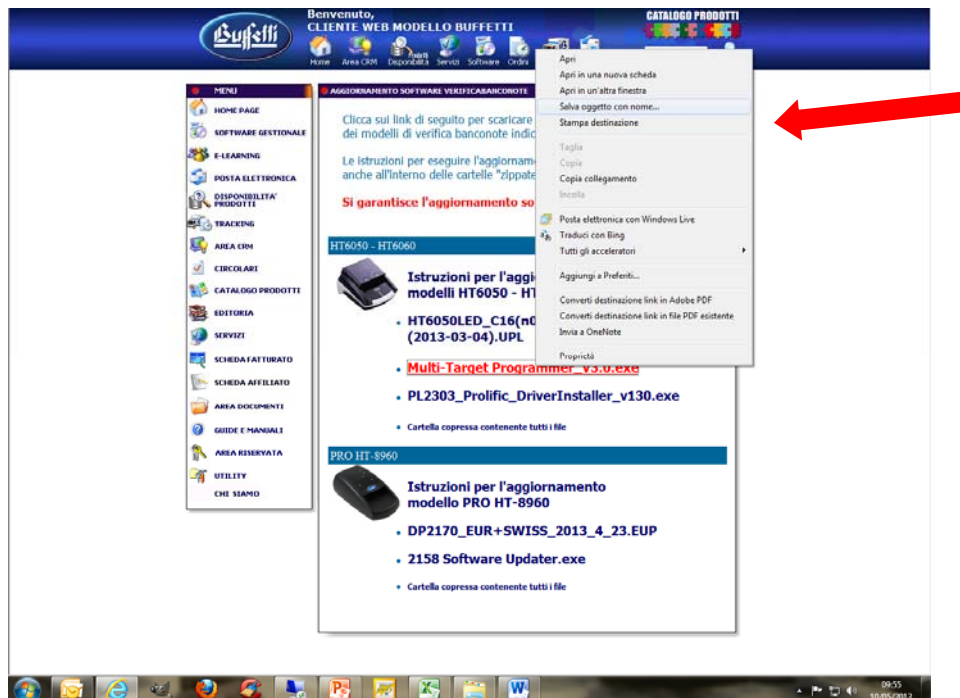 Buffetti
Benvenuto,
CLIENTE WEB MODELLO BUFFETTI
CATALOGO PRODOTTI
Home Area CRM Disponibilità Servizi Software Ordini
MENU
HOME PAGE
SOFTWARE GESTIONALE
E-LEARNING
POSTA ELETTRONICA
DISPONIBILITA'
PRODOTTI
TRACKING
AREA CRM
CIRCOLARI
CATALOGO PRODOTTI
EDITORIA
SERVIZI
SCHEDA FATTURATO
SCHEDA AFFILIATO
AREA DOCUMENTI
GUIDE E MANUALI
AREA RISERVATA
UTILITY
CHI SIAMO
AGGIORNAMENTO SOFTWARE VERIFICABANCONOTE
Clicca sui link di seguito per scaricare
dei modelli di verifica banconote indic
Le istruzioni per eseguire l'aggiornam
anche all'interno delle cartelle "zippate
Si garantisce l'aggiornamento so
HT6050 - HT6060
Istruzioni per l'aggi
modelli HT6050 - HT
HT6050LED_C16(n0
(2013-03-04).UPL
Multi-Target Programmer_v3.0.exe
PL2303_Prolific_DriverInstaller_v130.exe
Cartella copressa contenente tutti i file
PRO HT-8960
Istruzioni per l'aggiornamento
modello PRO HT-8960
DP2170_EUR+SWISS_2013_4_23.EUP
2158 Software Updater.exe
Cartella copressa contenente tutti i file
Apri
Apri in una nuova scheda
Apri in un'altra finestra
Salva oggetto con nome...
Stampa destinazione
Taglia
Copia
Copia collegamento
Incolla
Posta elettronica con Windows Live
Traduci con Bing
Tutti gli acceleratori
Aggiungi a Preferiti...
Converti destinazione link in Adobe PDF
Converti destinazione link in file PDF esistente
Invia a OneNote
Proprietà
09:55
10/05/2013